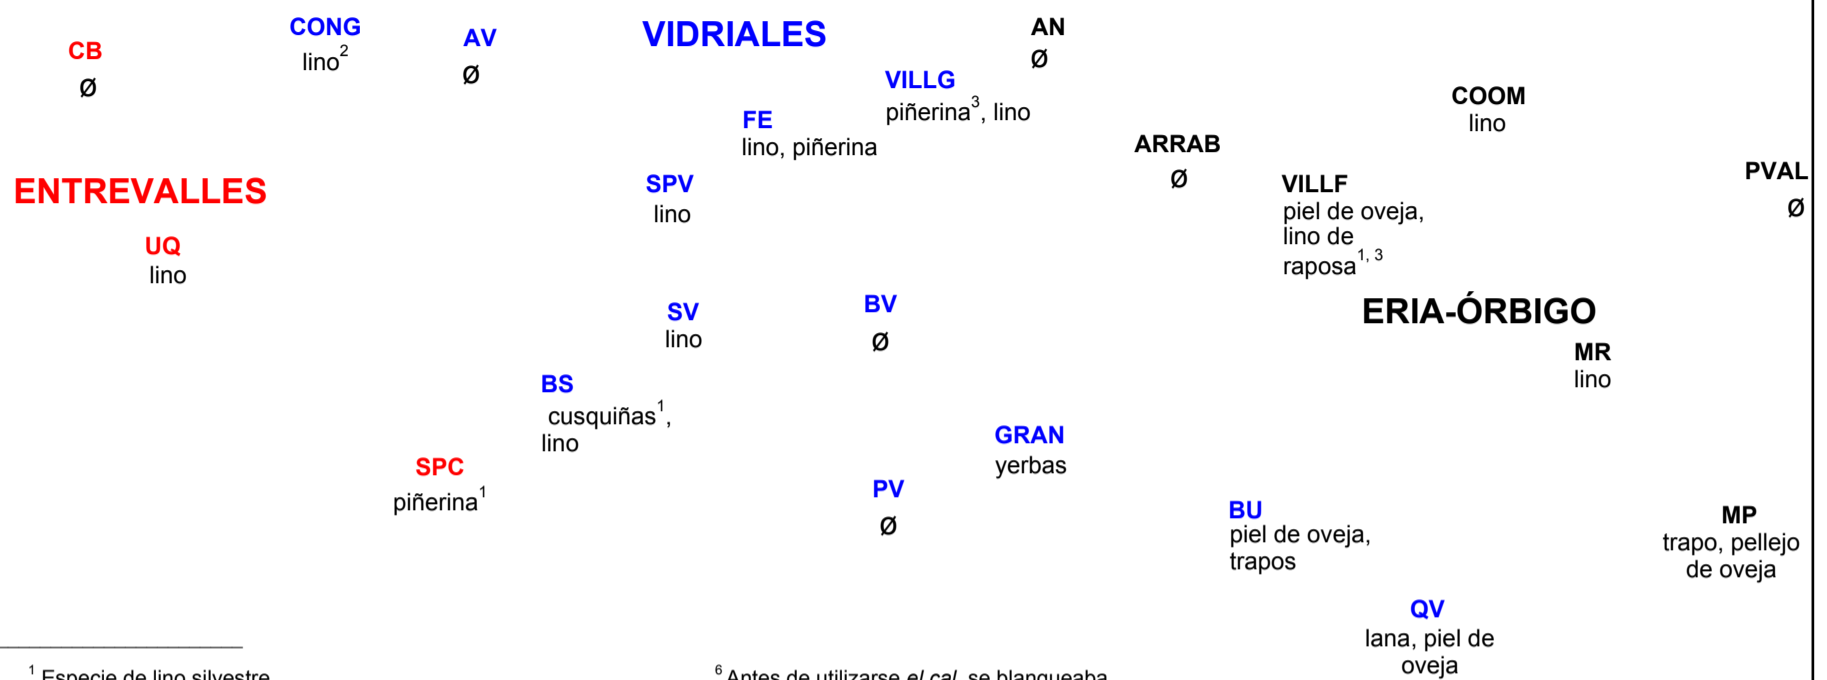 CONG
lino²
AV
Ø
VIDRIALES
AN
Ø
CB
Ø
VILLG
piñerina³, lino
COOM
lino
FE
lino, piñerina
ARRAB
Ø
PVAL
Ø
ENTREVALLES
SPV
lino
VILLF
piel de oveja,
lino de
raposa¹, ³
UQ
lino
SV
lino
BV
Ø
ERIA-ÓRBIGO
MR
lino
BS
cusquiñas¹,
lino
GRAN
yerbas
SPC
piñerina¹
PV
Ø
BU
piel de oveja,
trapos
MP
trapo, pellejo
de oveja
QV
lana, piel de
oveja
¹ Especie de lino silvestre
⁶ Antes de utilizarse el cal, se blanqueaba